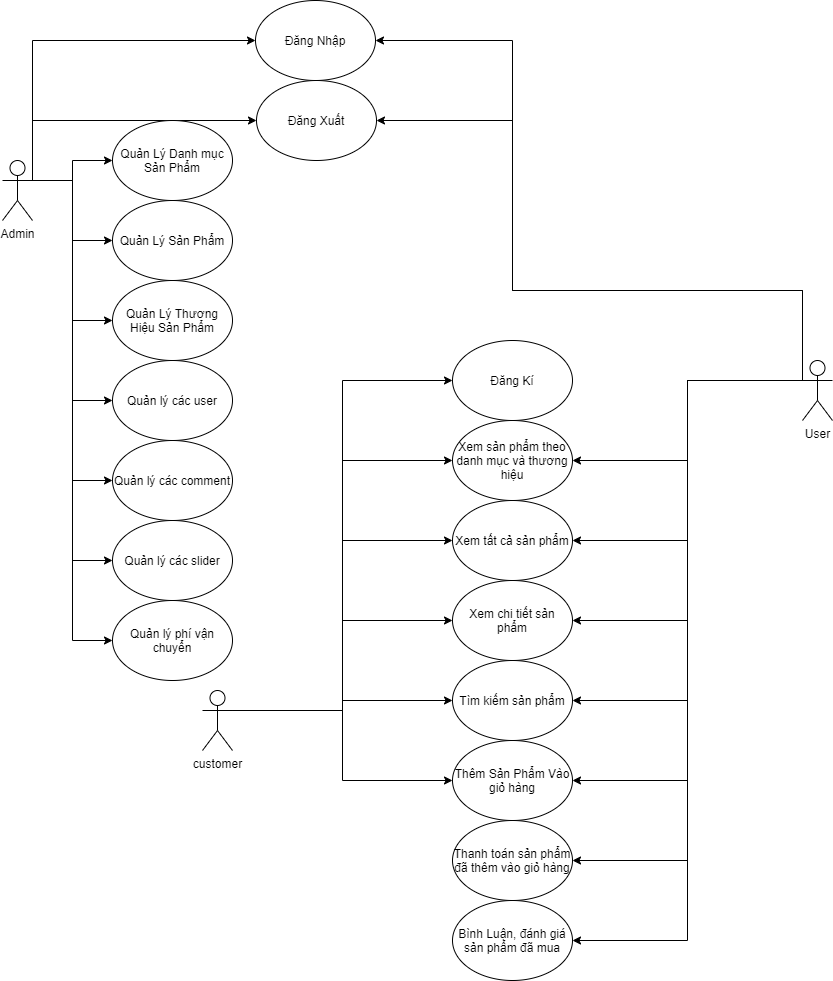 Đăng Nhập
Đăng Xuất
Quản Lý Danh mục
Sản Phẩm
Admin
Quản Lý Sản Phẩm
Quản Lý Thương
Hiệu Sản Phẩm
Quản lý các user
Quản lý các comment
Quản lý các slider
Quản lý phí vận
chuyển
customer
Đăng Kí
Xem sản phẩm theo
danh mục và thương
hiệu
Xem tất cả sản phẩm
Xem chi tiết sản
phẩm
Tìm kiếm sản phẩm
Thêm Sản Phẩm Vào
giỏ hàng
Thanh toán sản phẩm
đã thêm vào giỏ hàng
Bình Luận, đánh giá
sản phẩm đã mua
User